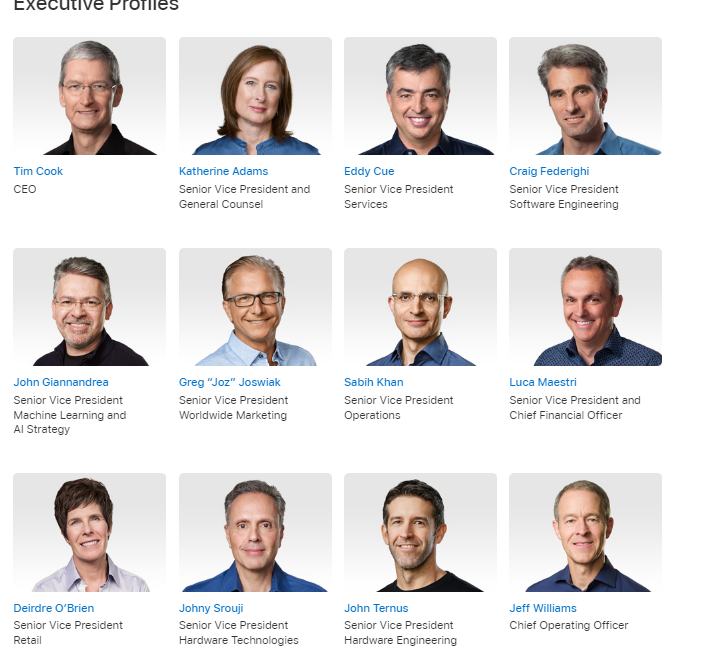 Executive Profiles
Tim Cook
CEO
Katherine Adams
Senior Vice President and
General Counsel
Eddy Cue
Senior Vice President
Services
Craig Federighi
Senior Vice President
Software Engineering
John Giannandrea
Senior Vice President
Machine Learning and
AI Strategy
Greg “Joz” Joswiak
Senior Vice President
Worldwide Marketing
Sabih Khan
Senior Vice President
Operations
Luca Maestri
Senior Vice President and
Chief Financial Officer
Deirdre O’Brien
Senior Vice President
Retail
Johny Srouji
Senior Vice President
Hardware Technologies
John Ternus
Senior Vice President
Hardware Engineering
Jeff Williams
Chief Operating Officer